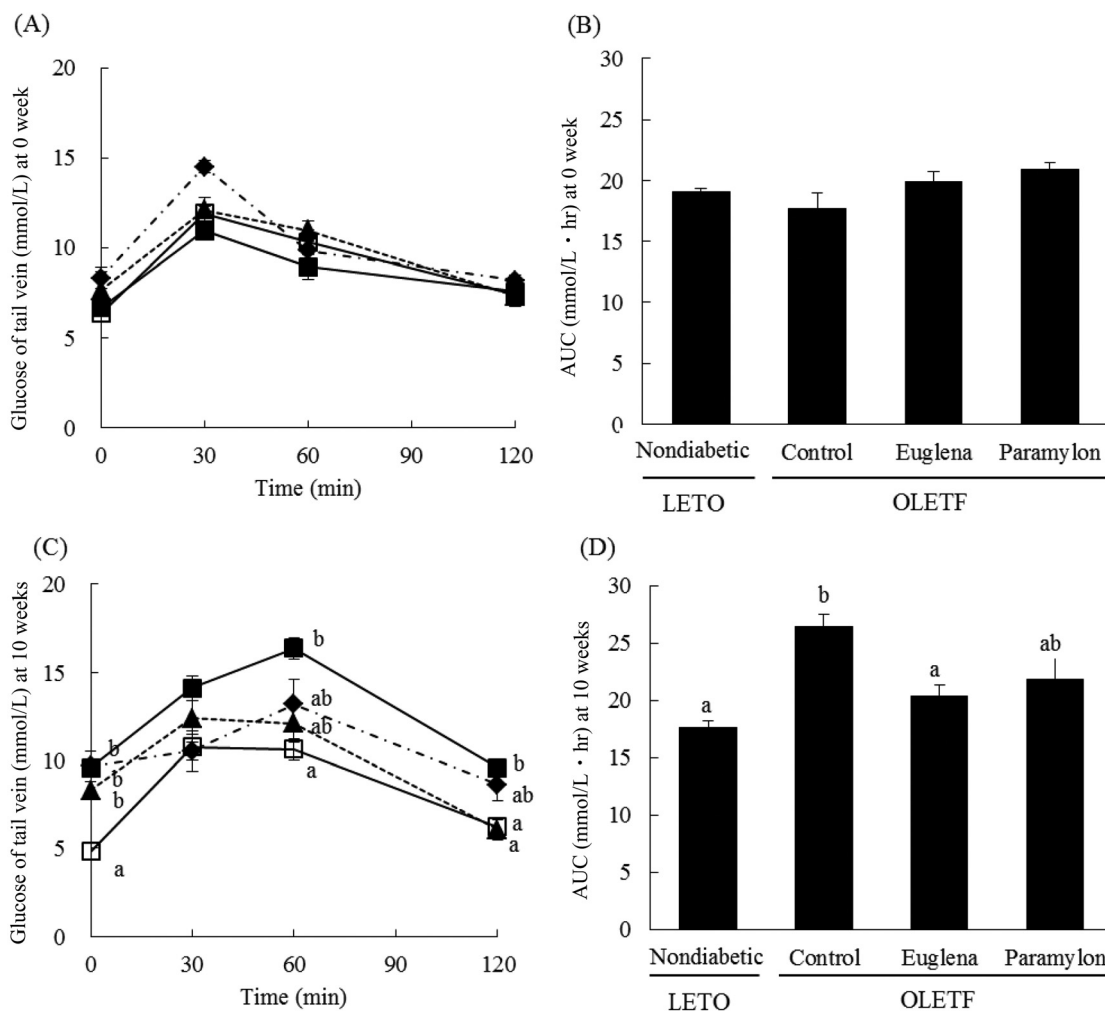 (A)
Glucose of tail vein (mmol/L) at 0 week
20
15
10
5
0
0 30 60 90 120
Time (min)
(B)
AUC (mmol/L・hr) at 0 week
30
25
20
15
10
5
0
Nondiabetic Control Euglena Paramylon
LETO OLETF
(C)
Glucose of tail vein (mmol/L) at 10 weeks
20
15
10
5
0
b
b
b
a
b
ab
ab
a
b
ab
a
a
0 30 60 90 120
Time (min)
(D)
AUC (mmol/L・hr) at 10 weeks
30
25
20
15
10
5
0
a
b
a
ab
Nondiabetic Control Euglena Paramylon
LETO OLETF